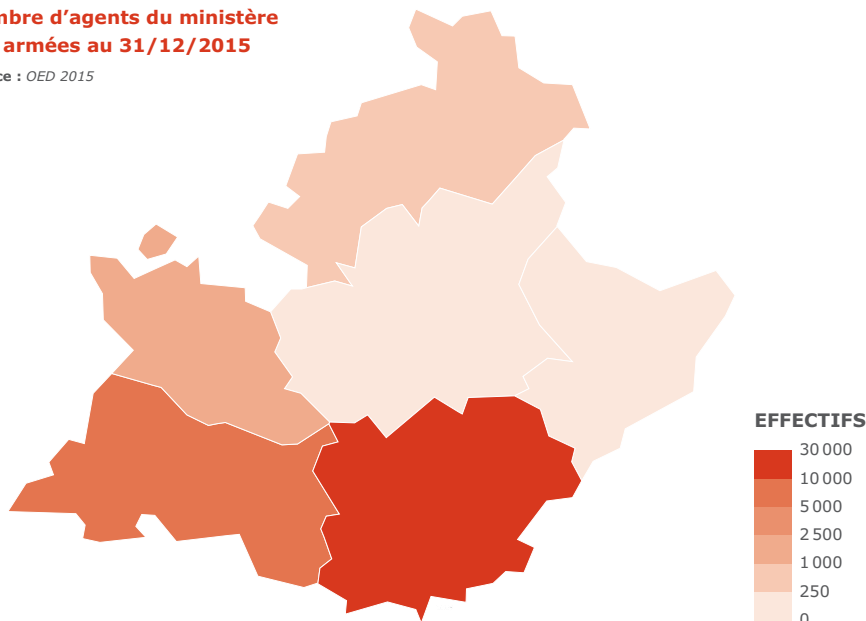 mbre d’agents du ministère
armées au 31/12/2015
ce : OED 2015
EFFECTIFS
30 000
10 000
5 000
2 500
1 000
250
0